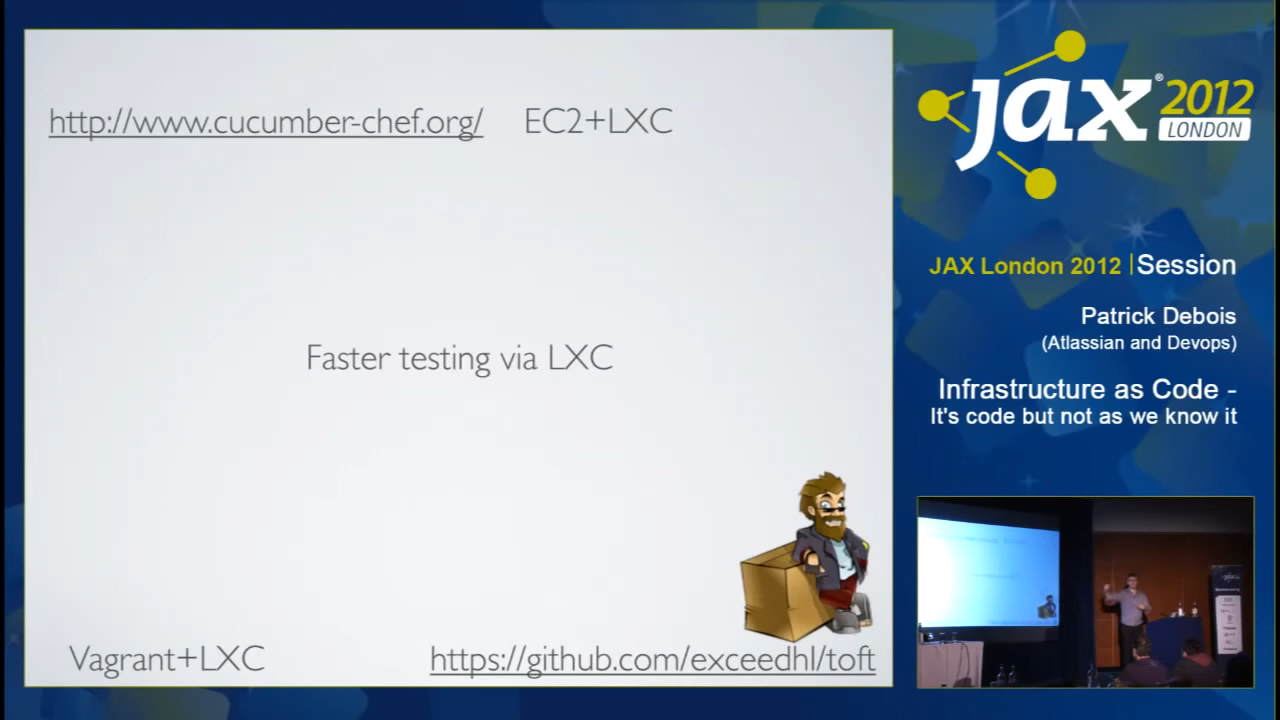 http://www.cucumber-chef.org/ EC2+LXC
Faster testing via LXC
Vagrant+LXC https://github.com/exceedhl/toft
jax® 2012
LONDON
JAX London 2012 | Session
Patrick Debois
(Atlassian and Devops)
Infrastructure as Code -
It's code but not as we know it